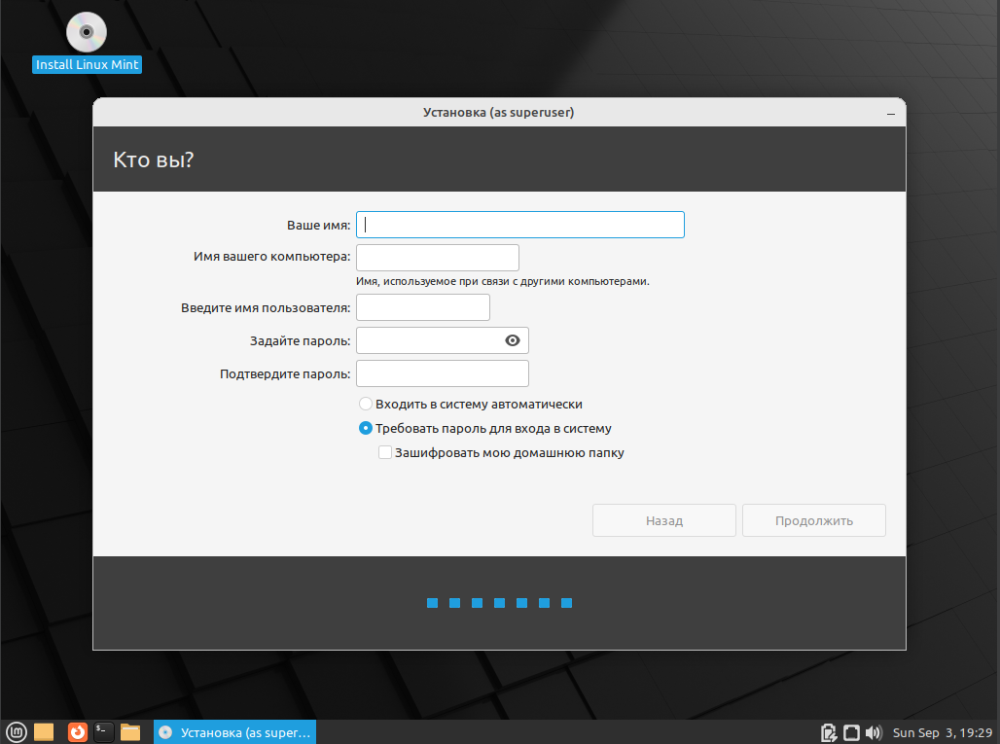 Install Linux Mint
Установка (as superuser)
Кто вы?
Ваше имя:
Имя вашего компьютера:
Имя, используемое при связи с другими компьютерами.
Введите имя пользователя:
Задайте пароль:
Подтвердите пароль:
Входить в систему автоматически
Требовать пароль для входа в систему
Зашифровать мою домашнюю папку
Назад Продолжить
Установка (as super… Sun Sep 3, 19:29